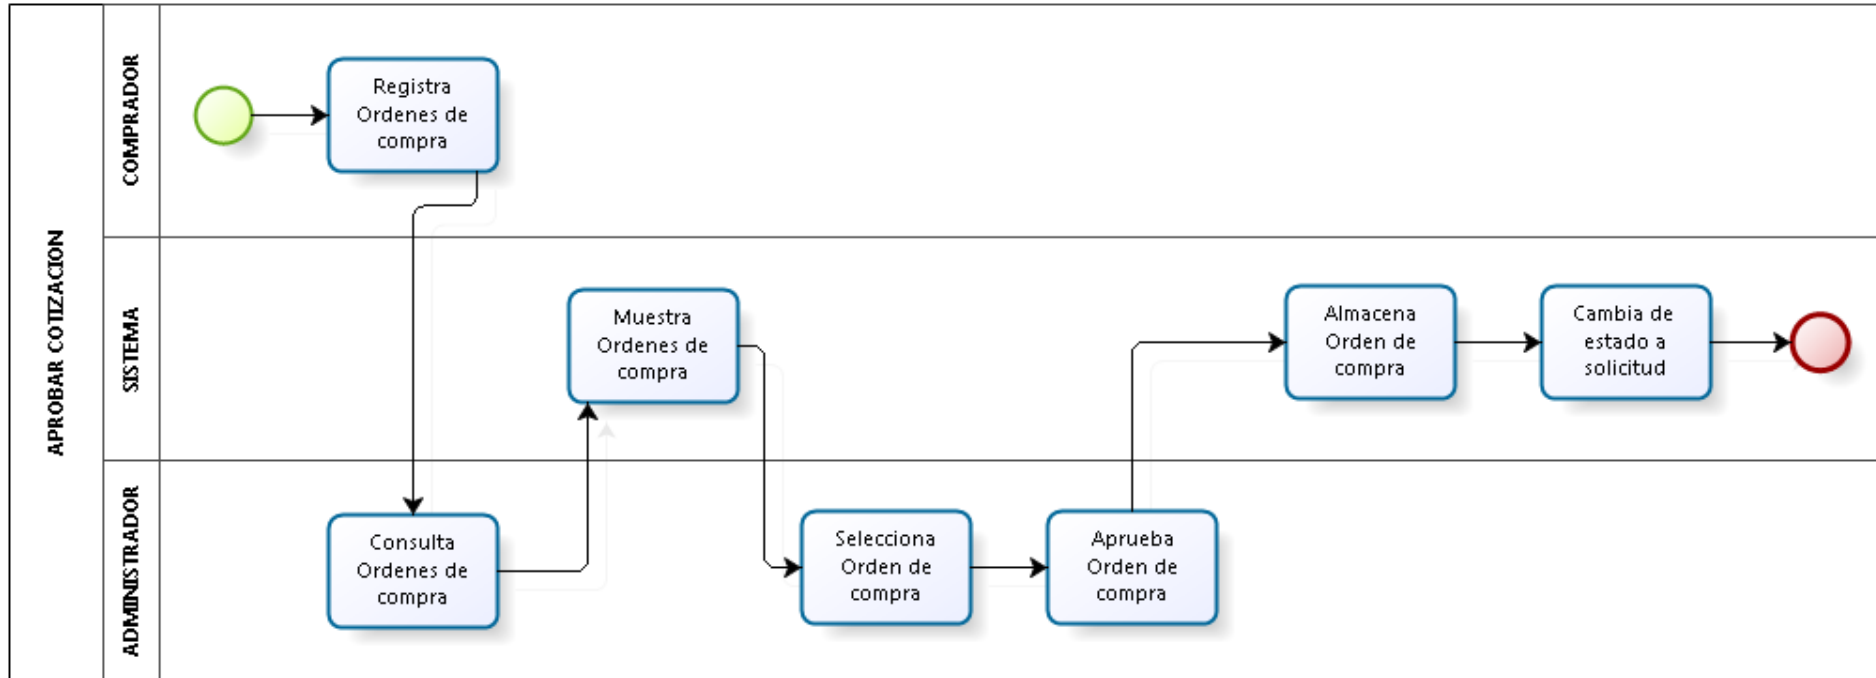 APROBAR COTIZACION
COMPRADOR
Registra
Ordenes de
compra
SISTEMA
Muestra
Ordenes de
compra
Almacena
Orden de
compra
Cambia de
estado a
solicitud
ADMINISTRADOR
Consulta
Ordenes de
compra
Selecciona
Orden de
compra
Aprueba
Orden de
compra